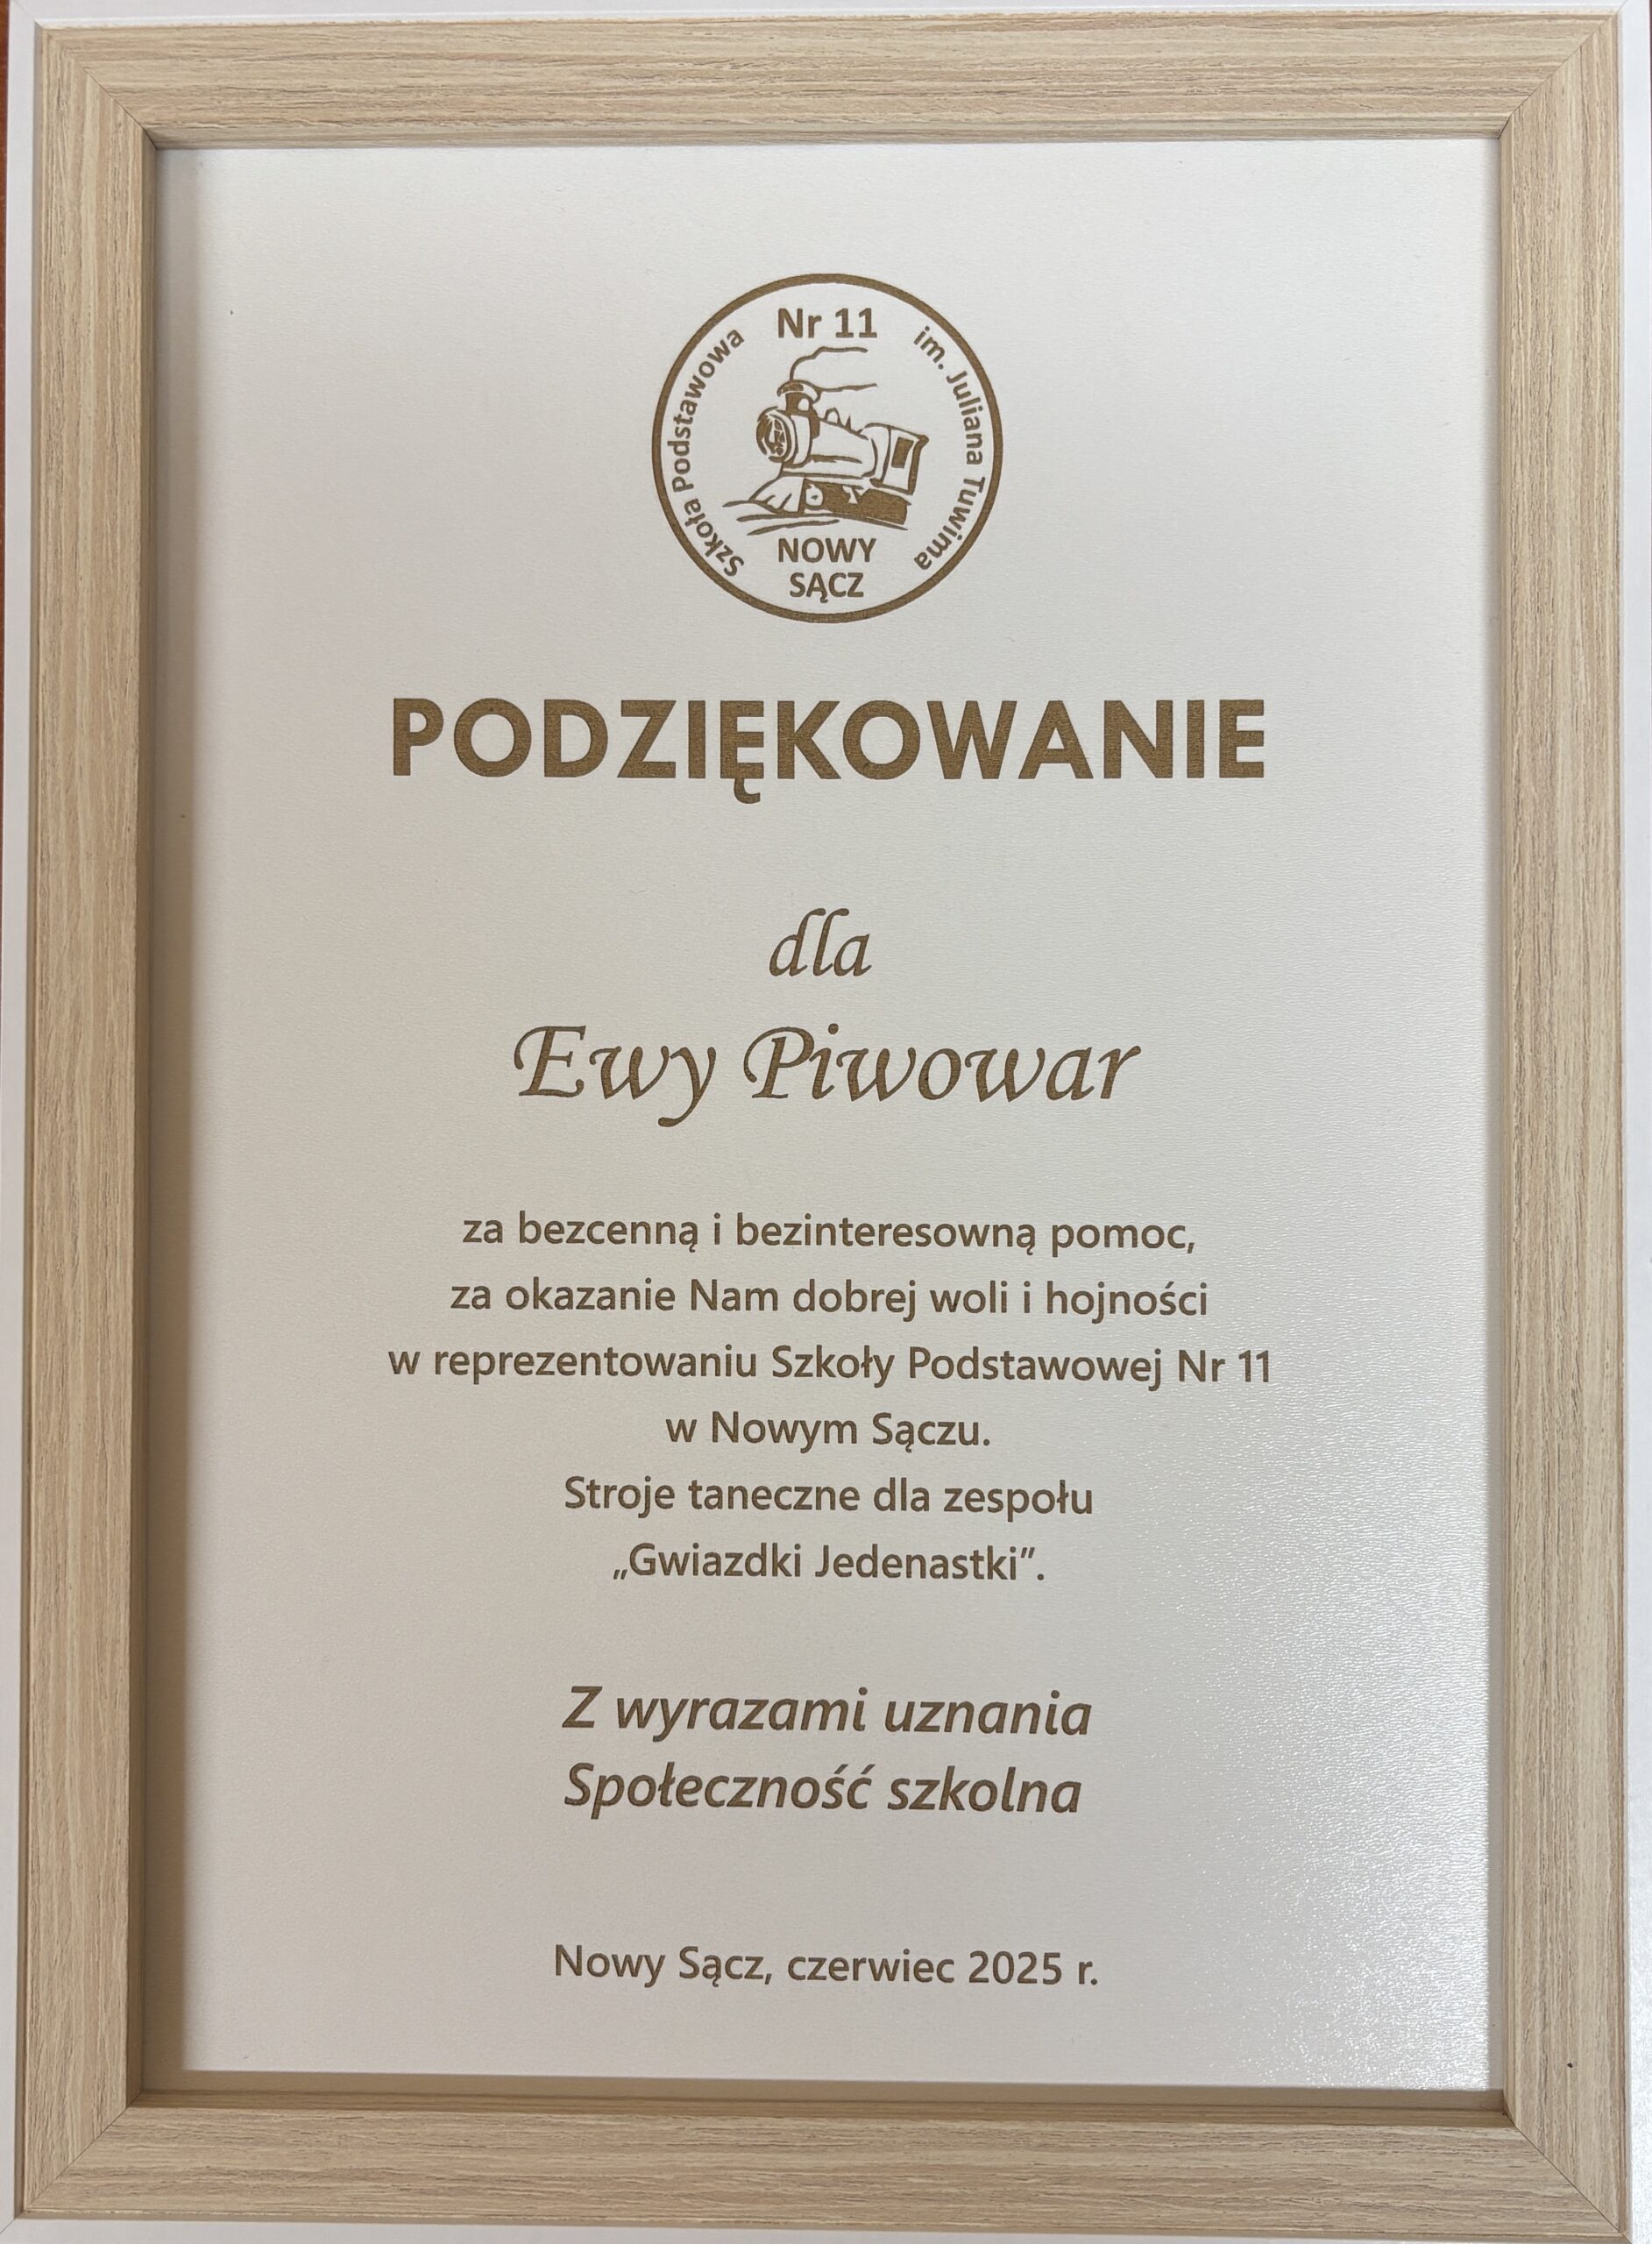 Nr 11
Szkoła Podstawowa
im. Juliana Tuwima
NOWY
SĄCZ
PODZIĘKOWANIE
dla
Ewy Piwowar
za bezcenną i bezinteresowną pomoc,
za okazanie Nam dobrej woli i hojności
w reprezentowaniu Szkoły Podstawowej Nr 11
w Nowym Sączu.
Stroje taneczne dla zespołu
„Gwiazdki Jedenastki”.
Z wyrazami uznania
Społeczność szkolna
Nowy Sącz, czerwiec 2025 r.